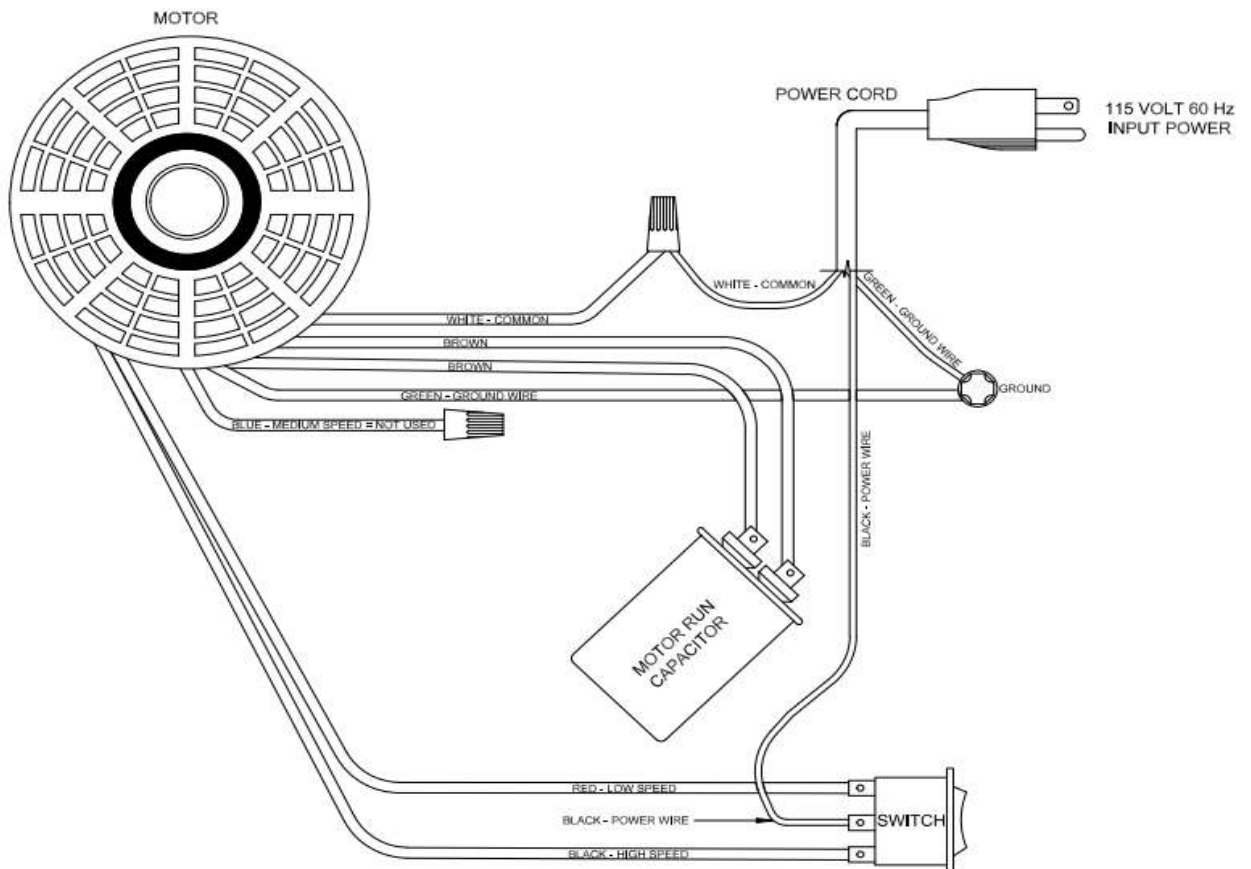 MOTOR
POWER CORD
115 VOLT 60 Hz
INPUT POWER
WHITE - COMMON
GREEN - GROUND WIRE
WHITE - COMMON
BROWN
BROWN
GREEN - GROUND WIRE
GROUND
BLUE - MEDIUM SPEED = NOT USED
BLACK - POWER WIRE
MOTOR RUN
CAPACITOR
RED - LOW SPEED
BLACK - POWER WIRE
SWITCH
BLACK - HIGH SPEED